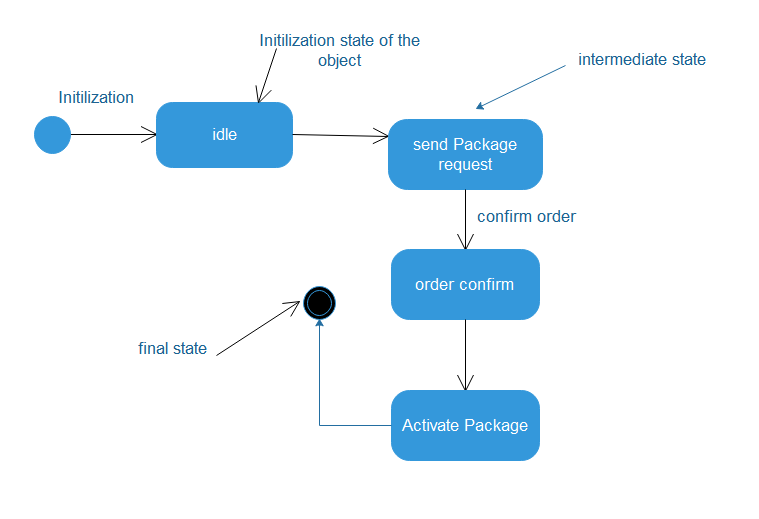 Initilization state of the
object
intermediate state
Initilization
idle
send Package
request
confirm order
order confirm
final state
Activate Package